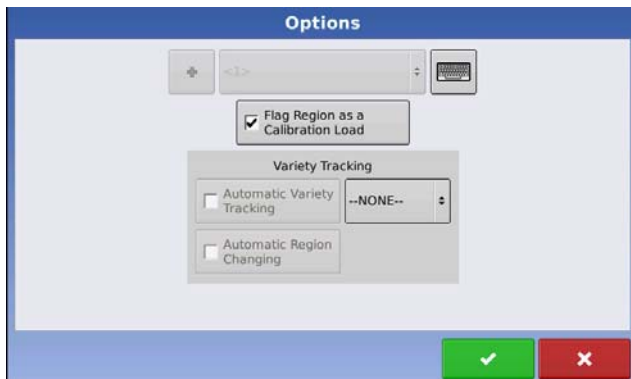 Options
<1>
Flag Region as a
Calibration Load
Variety Tracking
Automatic Variety
Tracking
--NONE--
Automatic Region
Changing